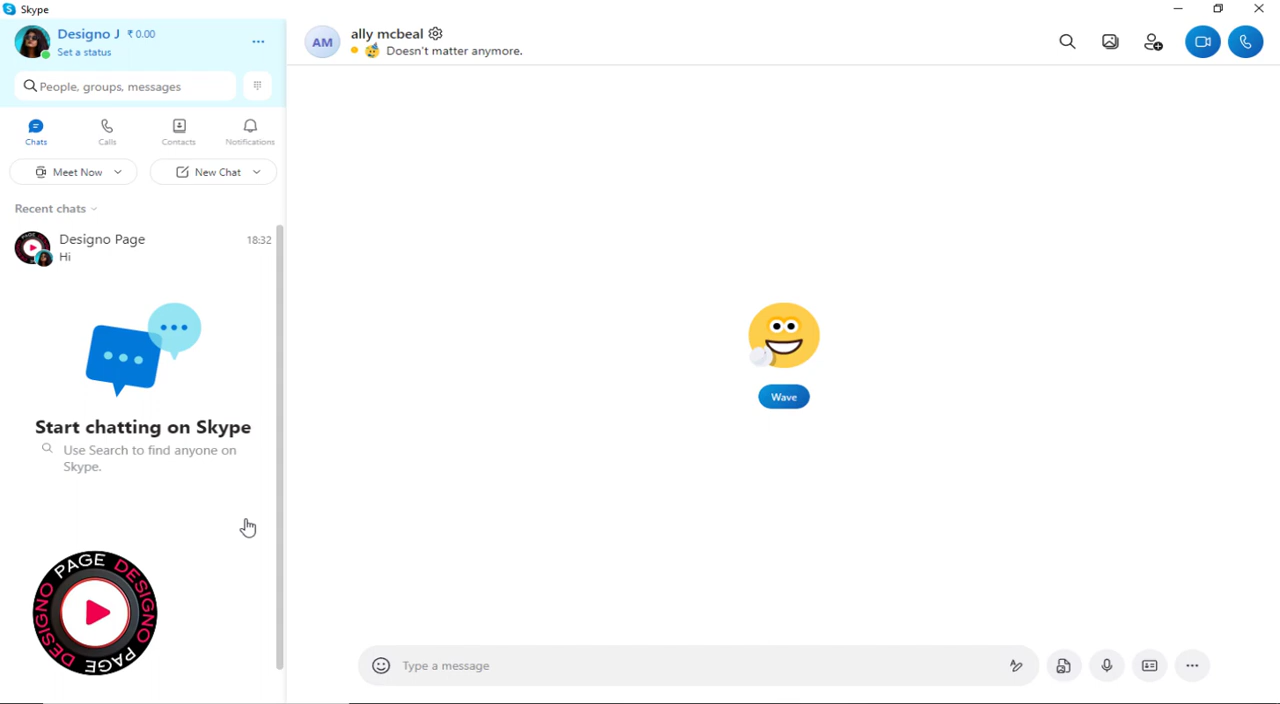 Skype
Designo J ₹ 0.00
Set a status
People, groups, messages
Chats Calls Contacts Notifications
Meet Now New Chat
Recent chats
Designo Page 18:32
Hi
Start chatting on Skype
Use Search to find anyone on
Skype.
PAGE DESIGNO PAGE DESIGNO
AM ally mcbeal
Doesn't matter anymore.
Wave
Type a message